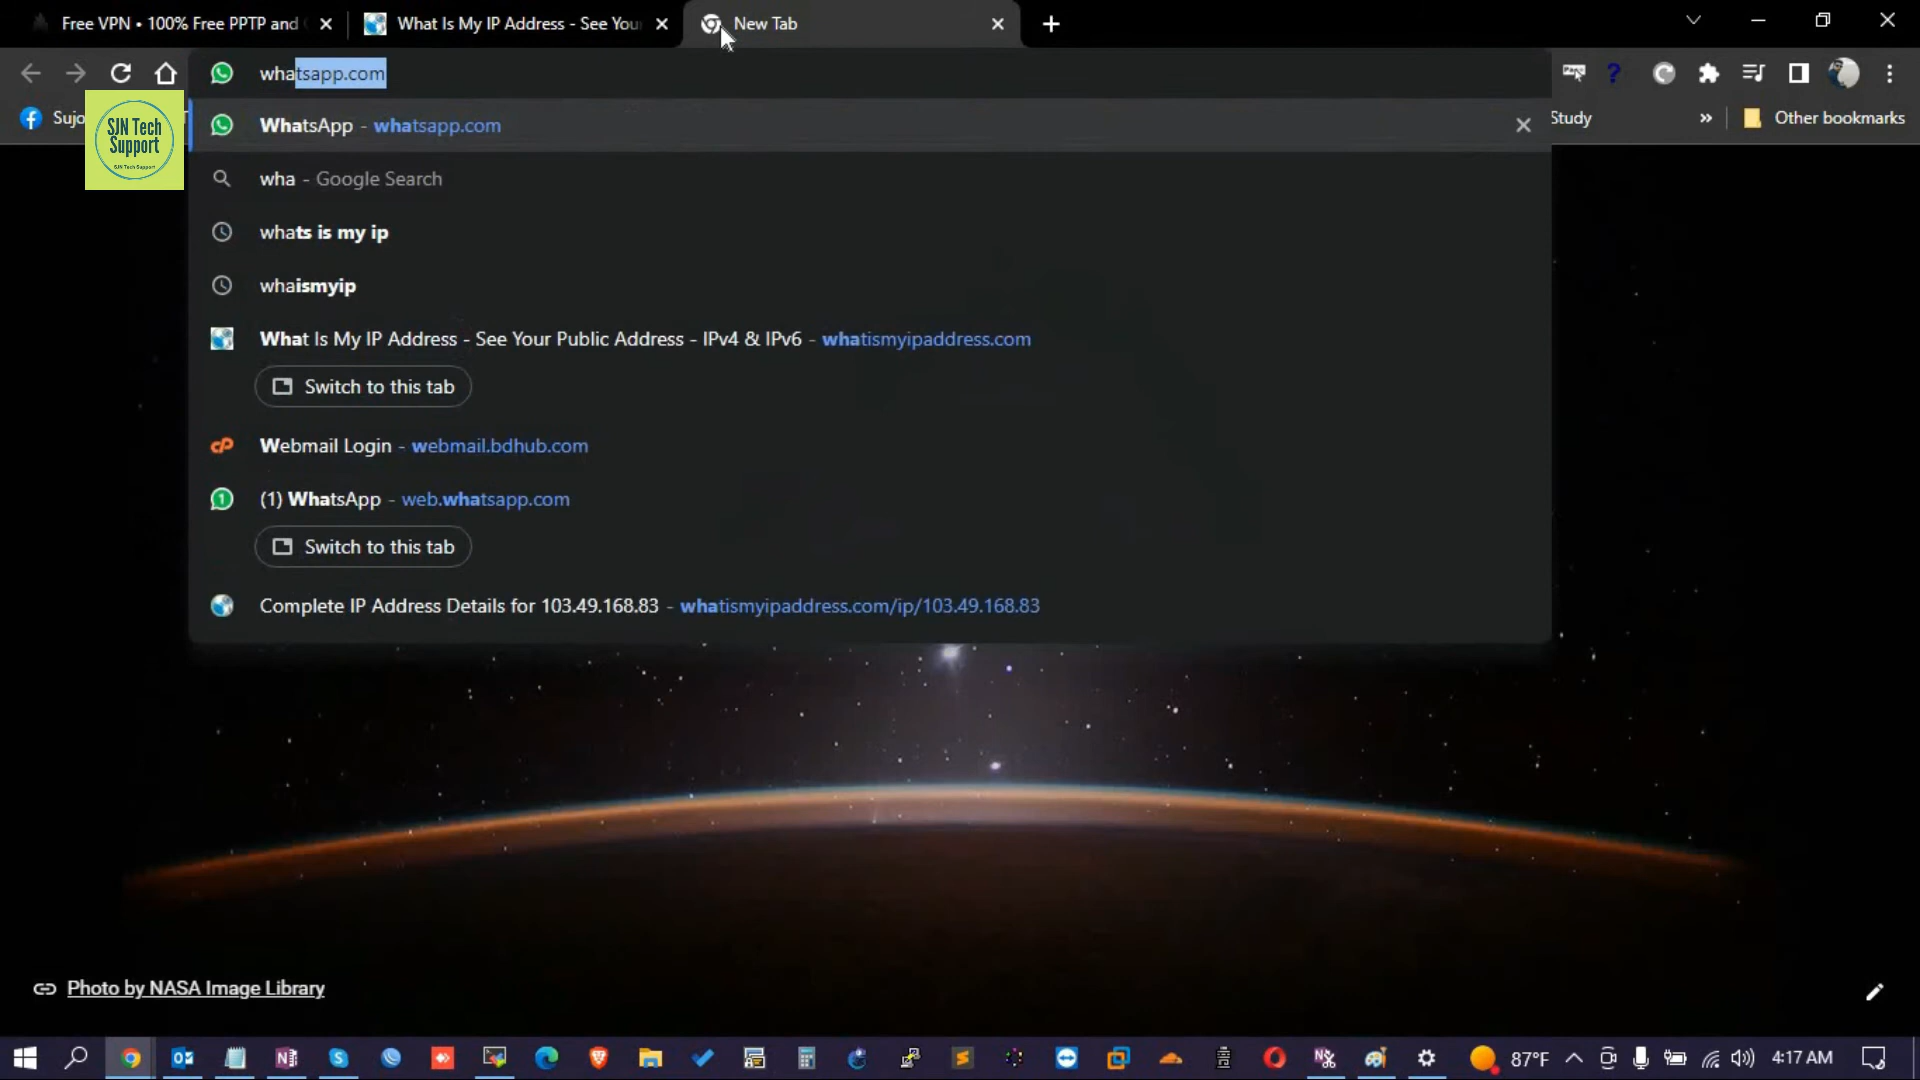 Free VPN • 100% Free PPTP and
What Is My IP Address - See You
New Tab
whatsapp.com
Sujo
Study
»
Other bookmarks
SJN Tech
Support
SJN Tech Support
WhatsApp - whatsapp.com
wha - Google Search
whats is my ip
whaismyip
What Is My IP Address - See Your Public Address - IPv4 & IPv6 - whatismyipaddress.com
Switch to this tab
Webmail Login - webmail.bdhub.com
(1) WhatsApp - web.whatsapp.com
Switch to this tab
Complete IP Address Details for 103.49.168.83 - whatismyipaddress.com/ip/103.49.168.83
Photo by NASA Image Library
87°F
4:17 AM